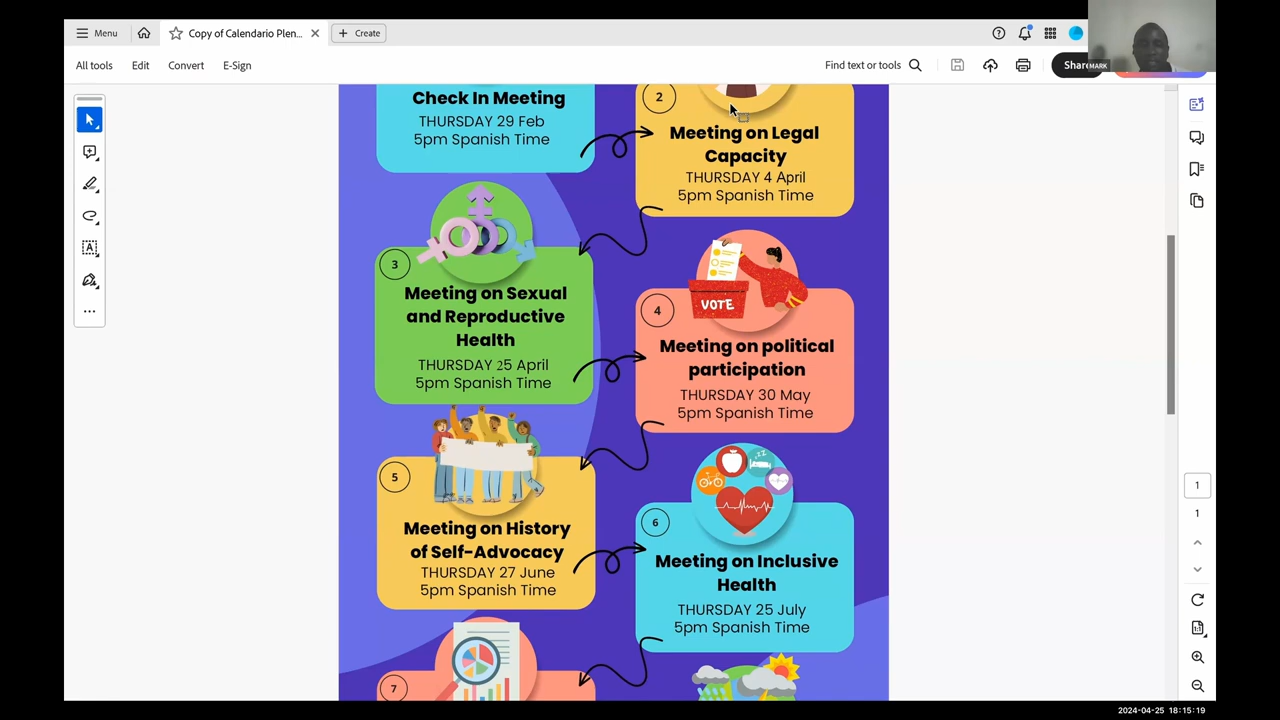 Menu
Copy of Calendario Plen...
Create
All tools
Edit
Convert
E-Sign
Find text or tools
MARK
Check In Meeting
THURSDAY 29 Feb
5pm Spanish Time
2
Meeting on Legal
Capacity
THURSDAY 4 April
5pm Spanish Time
3
Meeting on Sexual
and Reproductive
Health
THURSDAY 25 April
5pm Spanish Time
4
VOTE
Meeting on political
participation
THURSDAY 30 May
5pm Spanish Time
5
Meeting on History
of Self-Advocacy
THURSDAY 27 June
5pm Spanish Time
6
Meeting on Inclusive
Health
THURSDAY 25 July
5pm Spanish Time
7
1
1
2024-04-25 18:15:19